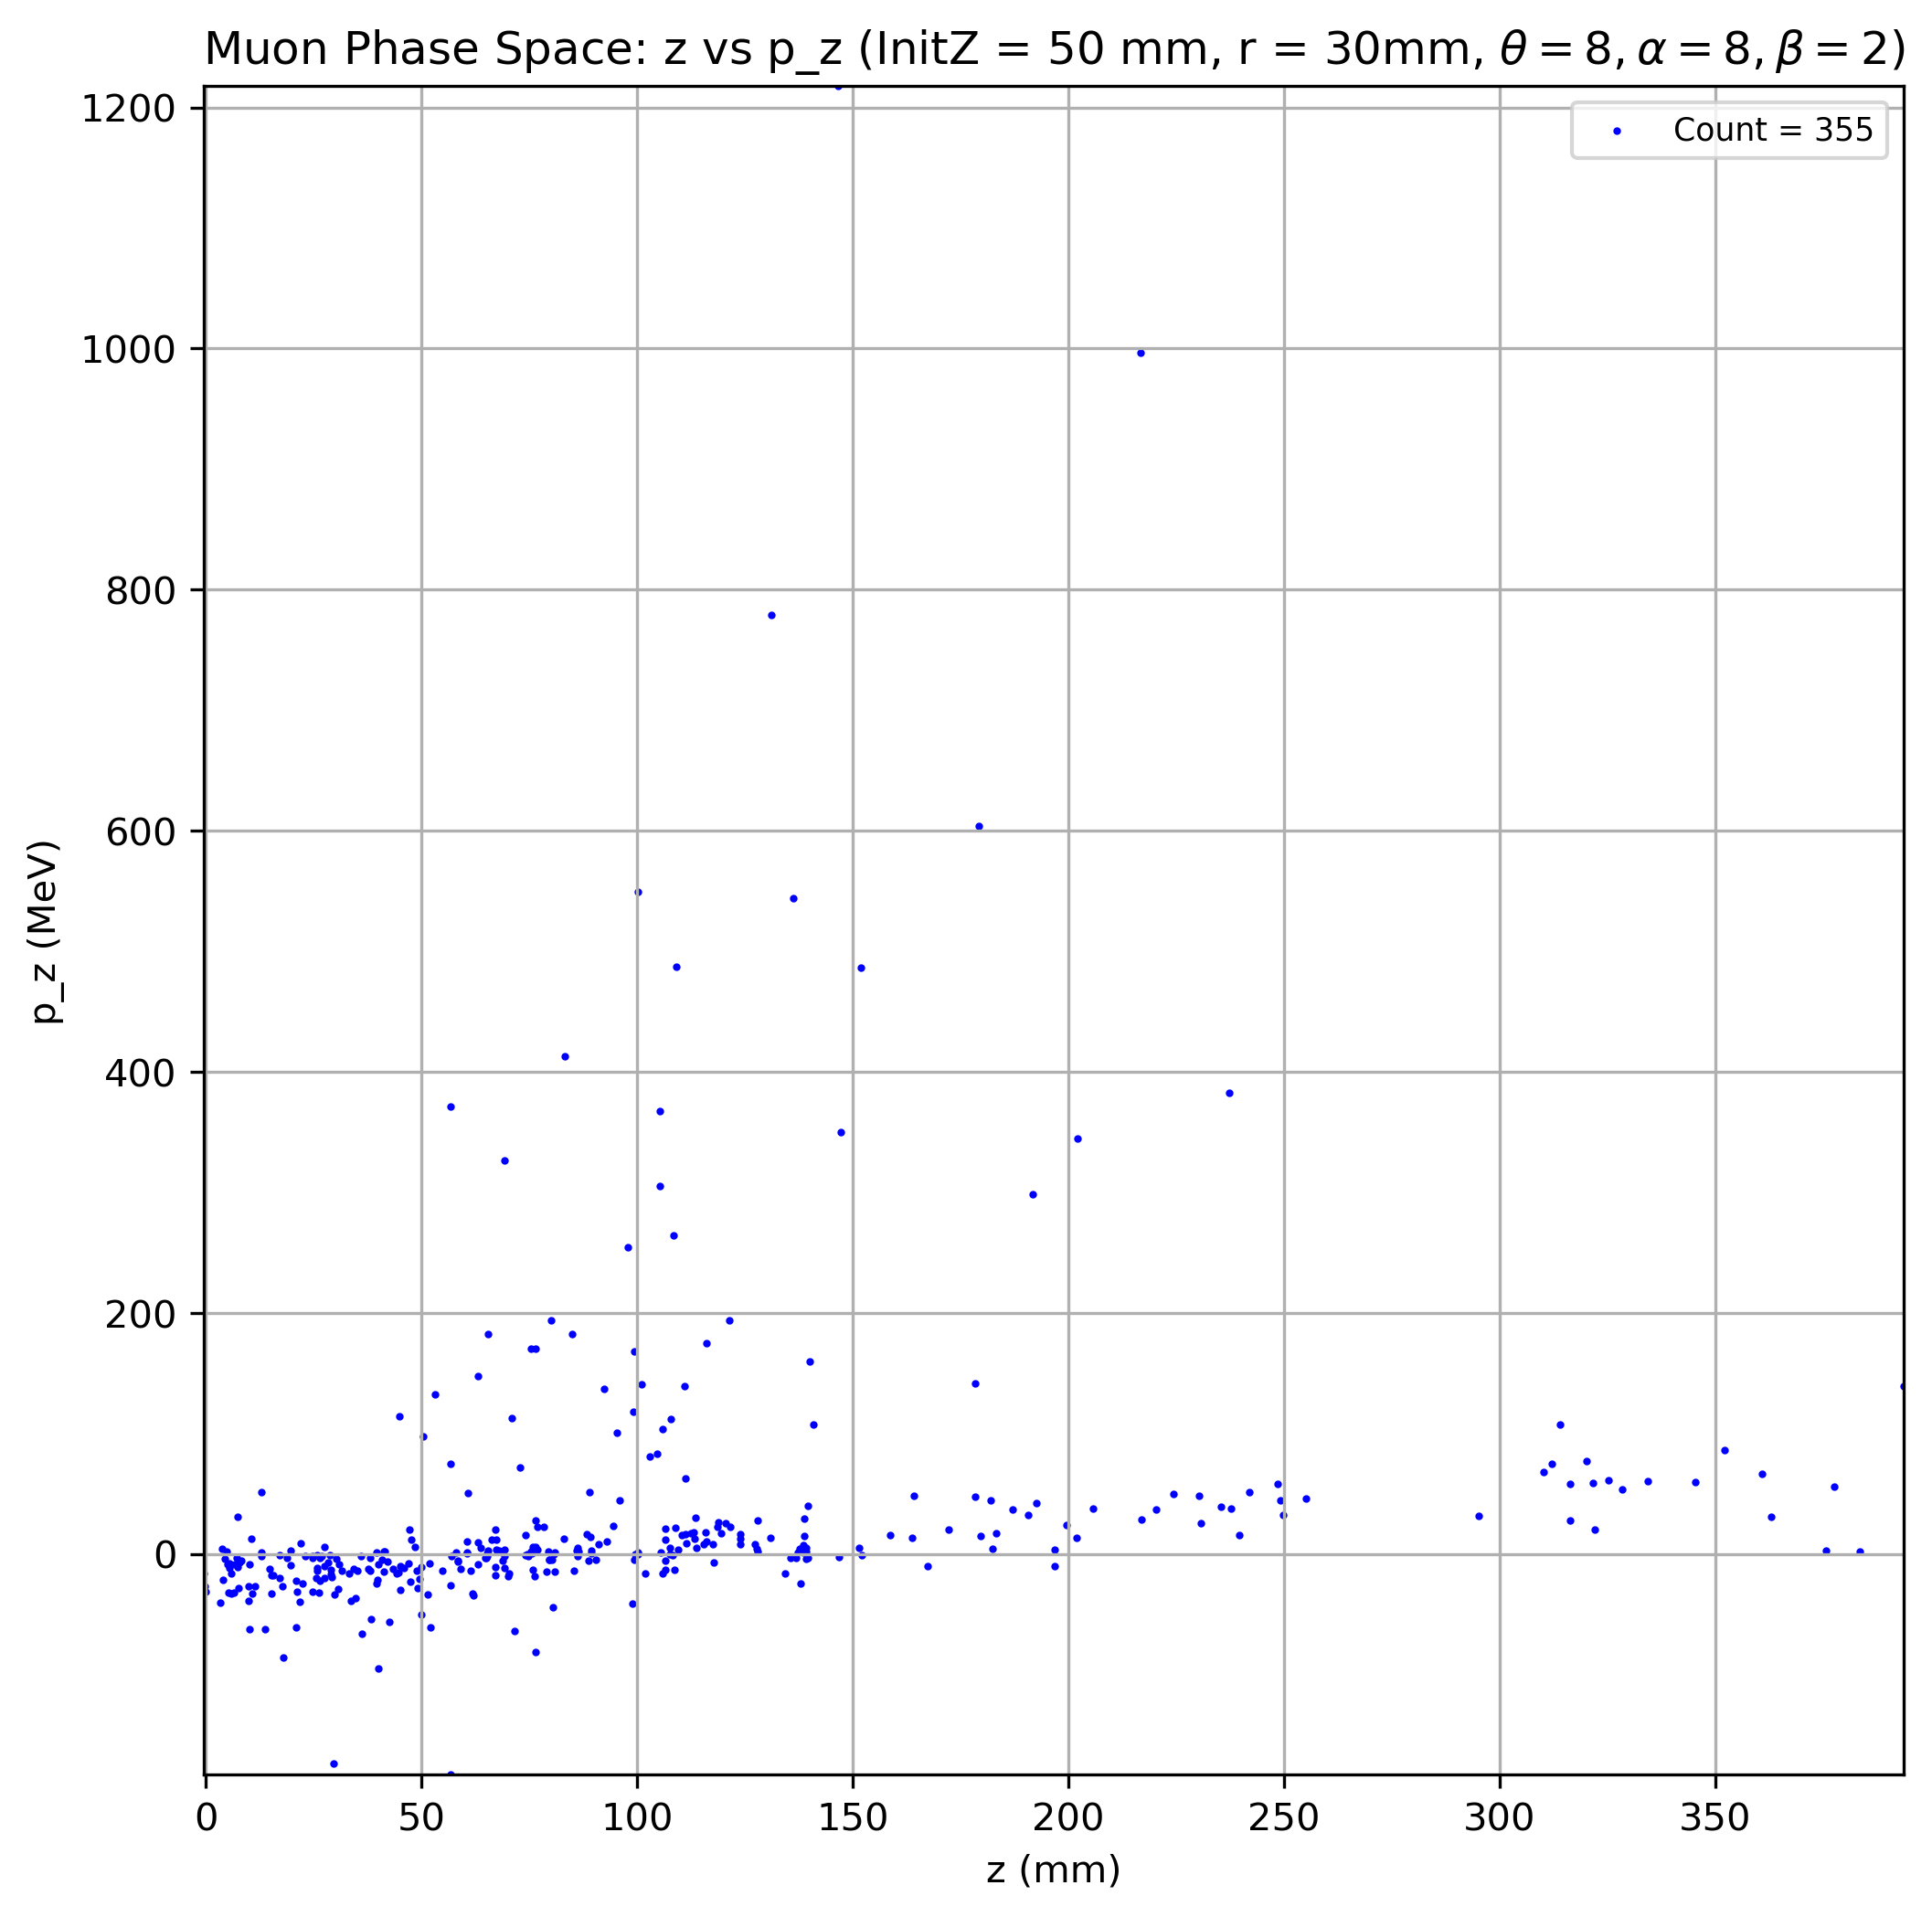 Muon Phase Space: z vs p_z (InitZ = 50 mm, r = 30mm, θ = 8, α = 8, β = 2)
Count = 355
1200
1000
800
600
400
200
0
p_z (MeV)
0 50 100 150 200 250 300 350
z (mm)